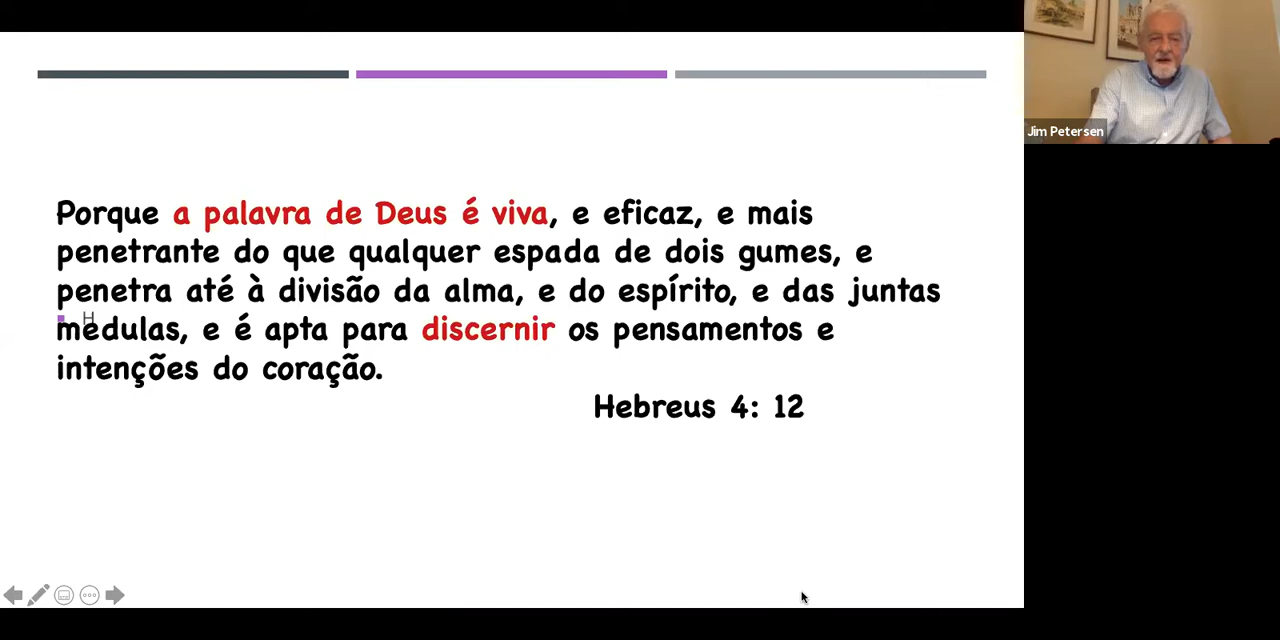 Porque a palavra de Deus é viva, e eficaz, e mais
penetrante do que qualquer espada de dois gumes, e
penetra até à divisão da alma, e do espírito, e das juntas
H
medulas, e é apta para discernir os pensamentos e
intenções do coração.
Hebreus 4: 12
Jim Petersen